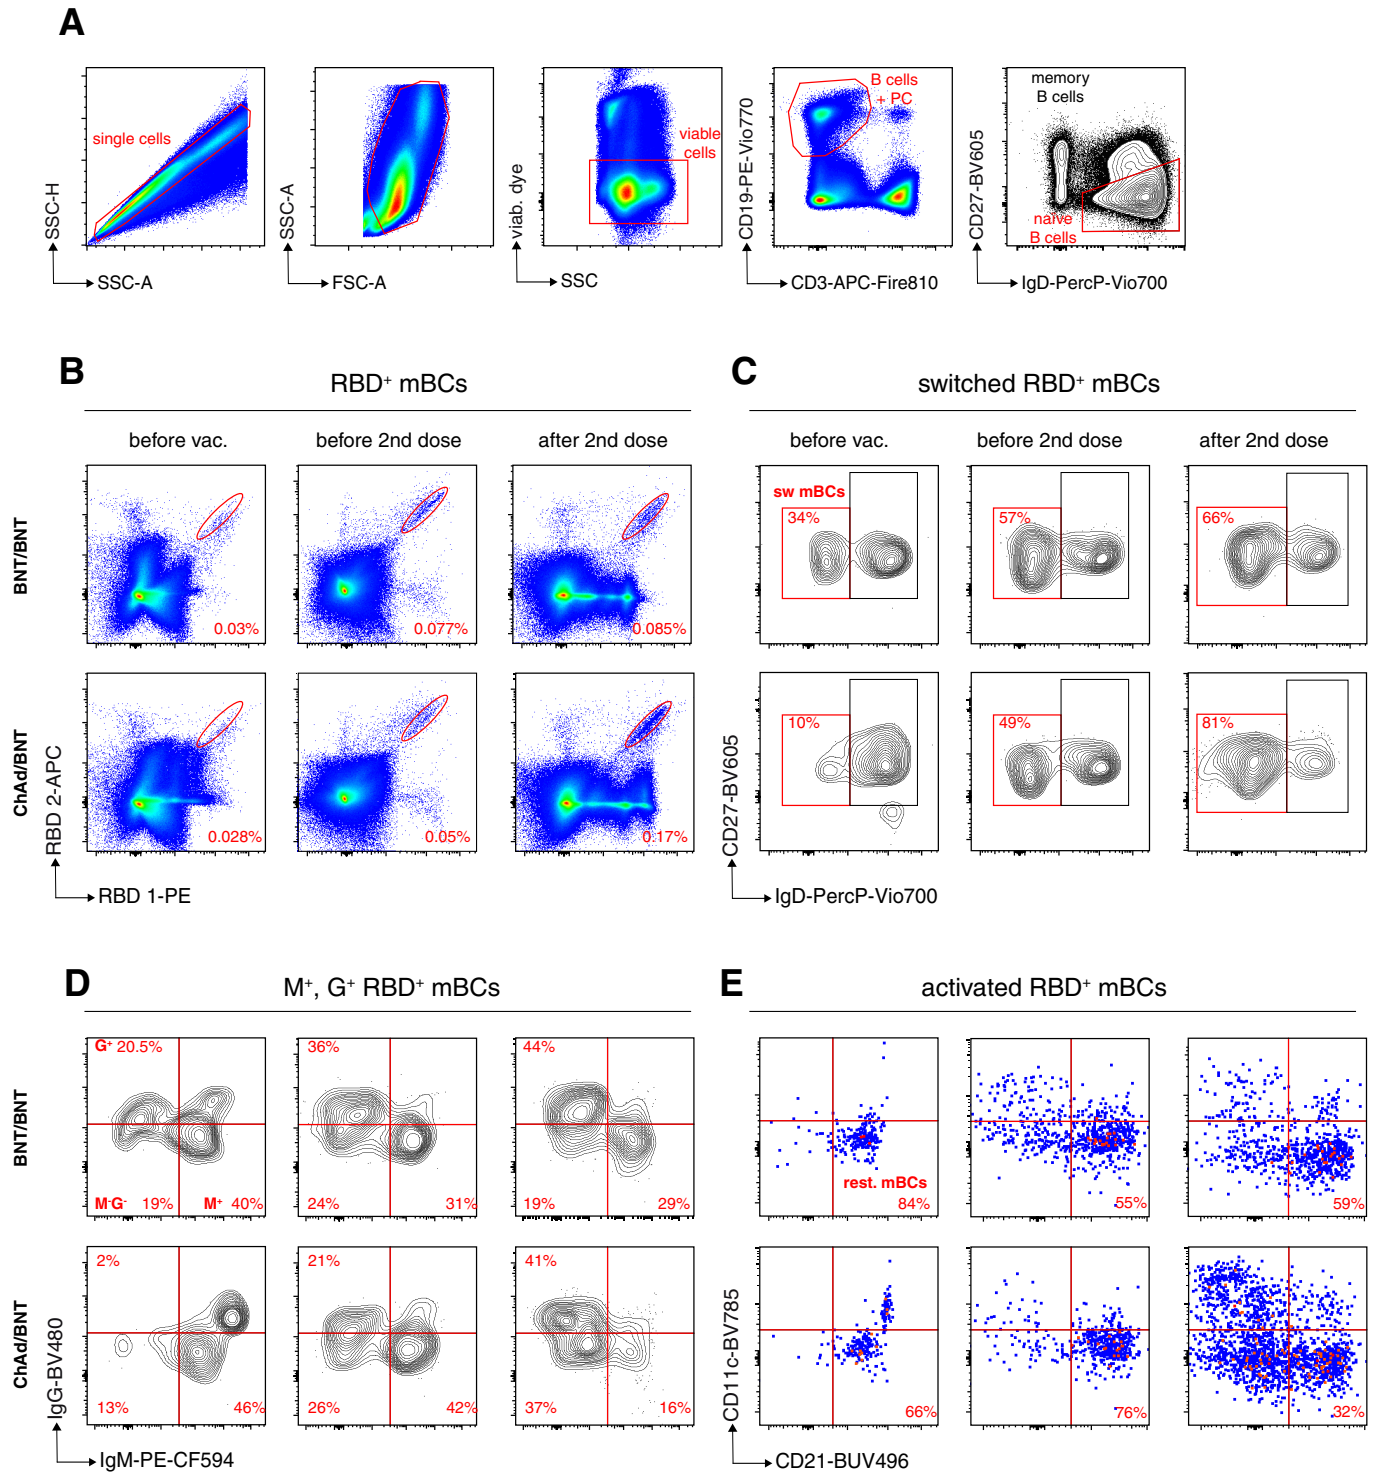 A
single cells
SSC-H
SSC-A
SSC-A
FSC-A
viable
cells
viab. dye
SSC
B cells
+ PC
CD19-PE-Vio770
CD3-APC-Fire810
memory
B cells
naïve
B cells
CD27-BV605
IgD-PercP-Vio700
B
RBD+ mBCs
before vac.
before 2nd dose
after 2nd dose
BNT/BNT
0.03%
0.077%
0.085%
ChAd/BNT
RBD 2-APC
0.028%
0.05%
0.17%
RBD 1-PE
C
switched RBD+ mBCs
before vac.
before 2nd dose
after 2nd dose
sw mBCs
34%
57%
66%
10%
49%
81%
CD27-BV605
IgD-PercP-Vio700
D
M+, G+ RBD+ mBCs
BNT/BNT
G+ 20.5%
36%
44%
M-G- 19%
M+ 40%
24%
31%
19%
29%
ChAd/BNT
2%
21%
41%
13%
46%
26%
42%
37%
16%
IgG-BV480
IgM-PE-CF594
E
activated RBD+ mBCs
rest. mBCs
84%
55%
59%
66%
76%
32%
CD11c-BV785
CD21-BUV496